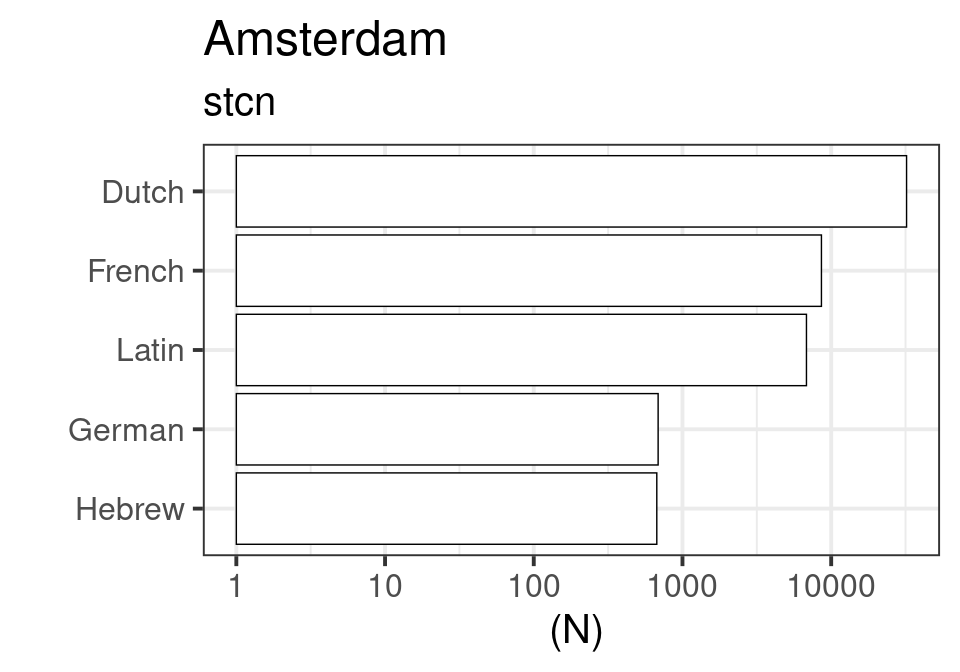 Amsterdam
stcn
Dutch
French
Latin
German
Hebrew
1 10 100 1000 10000
(N)